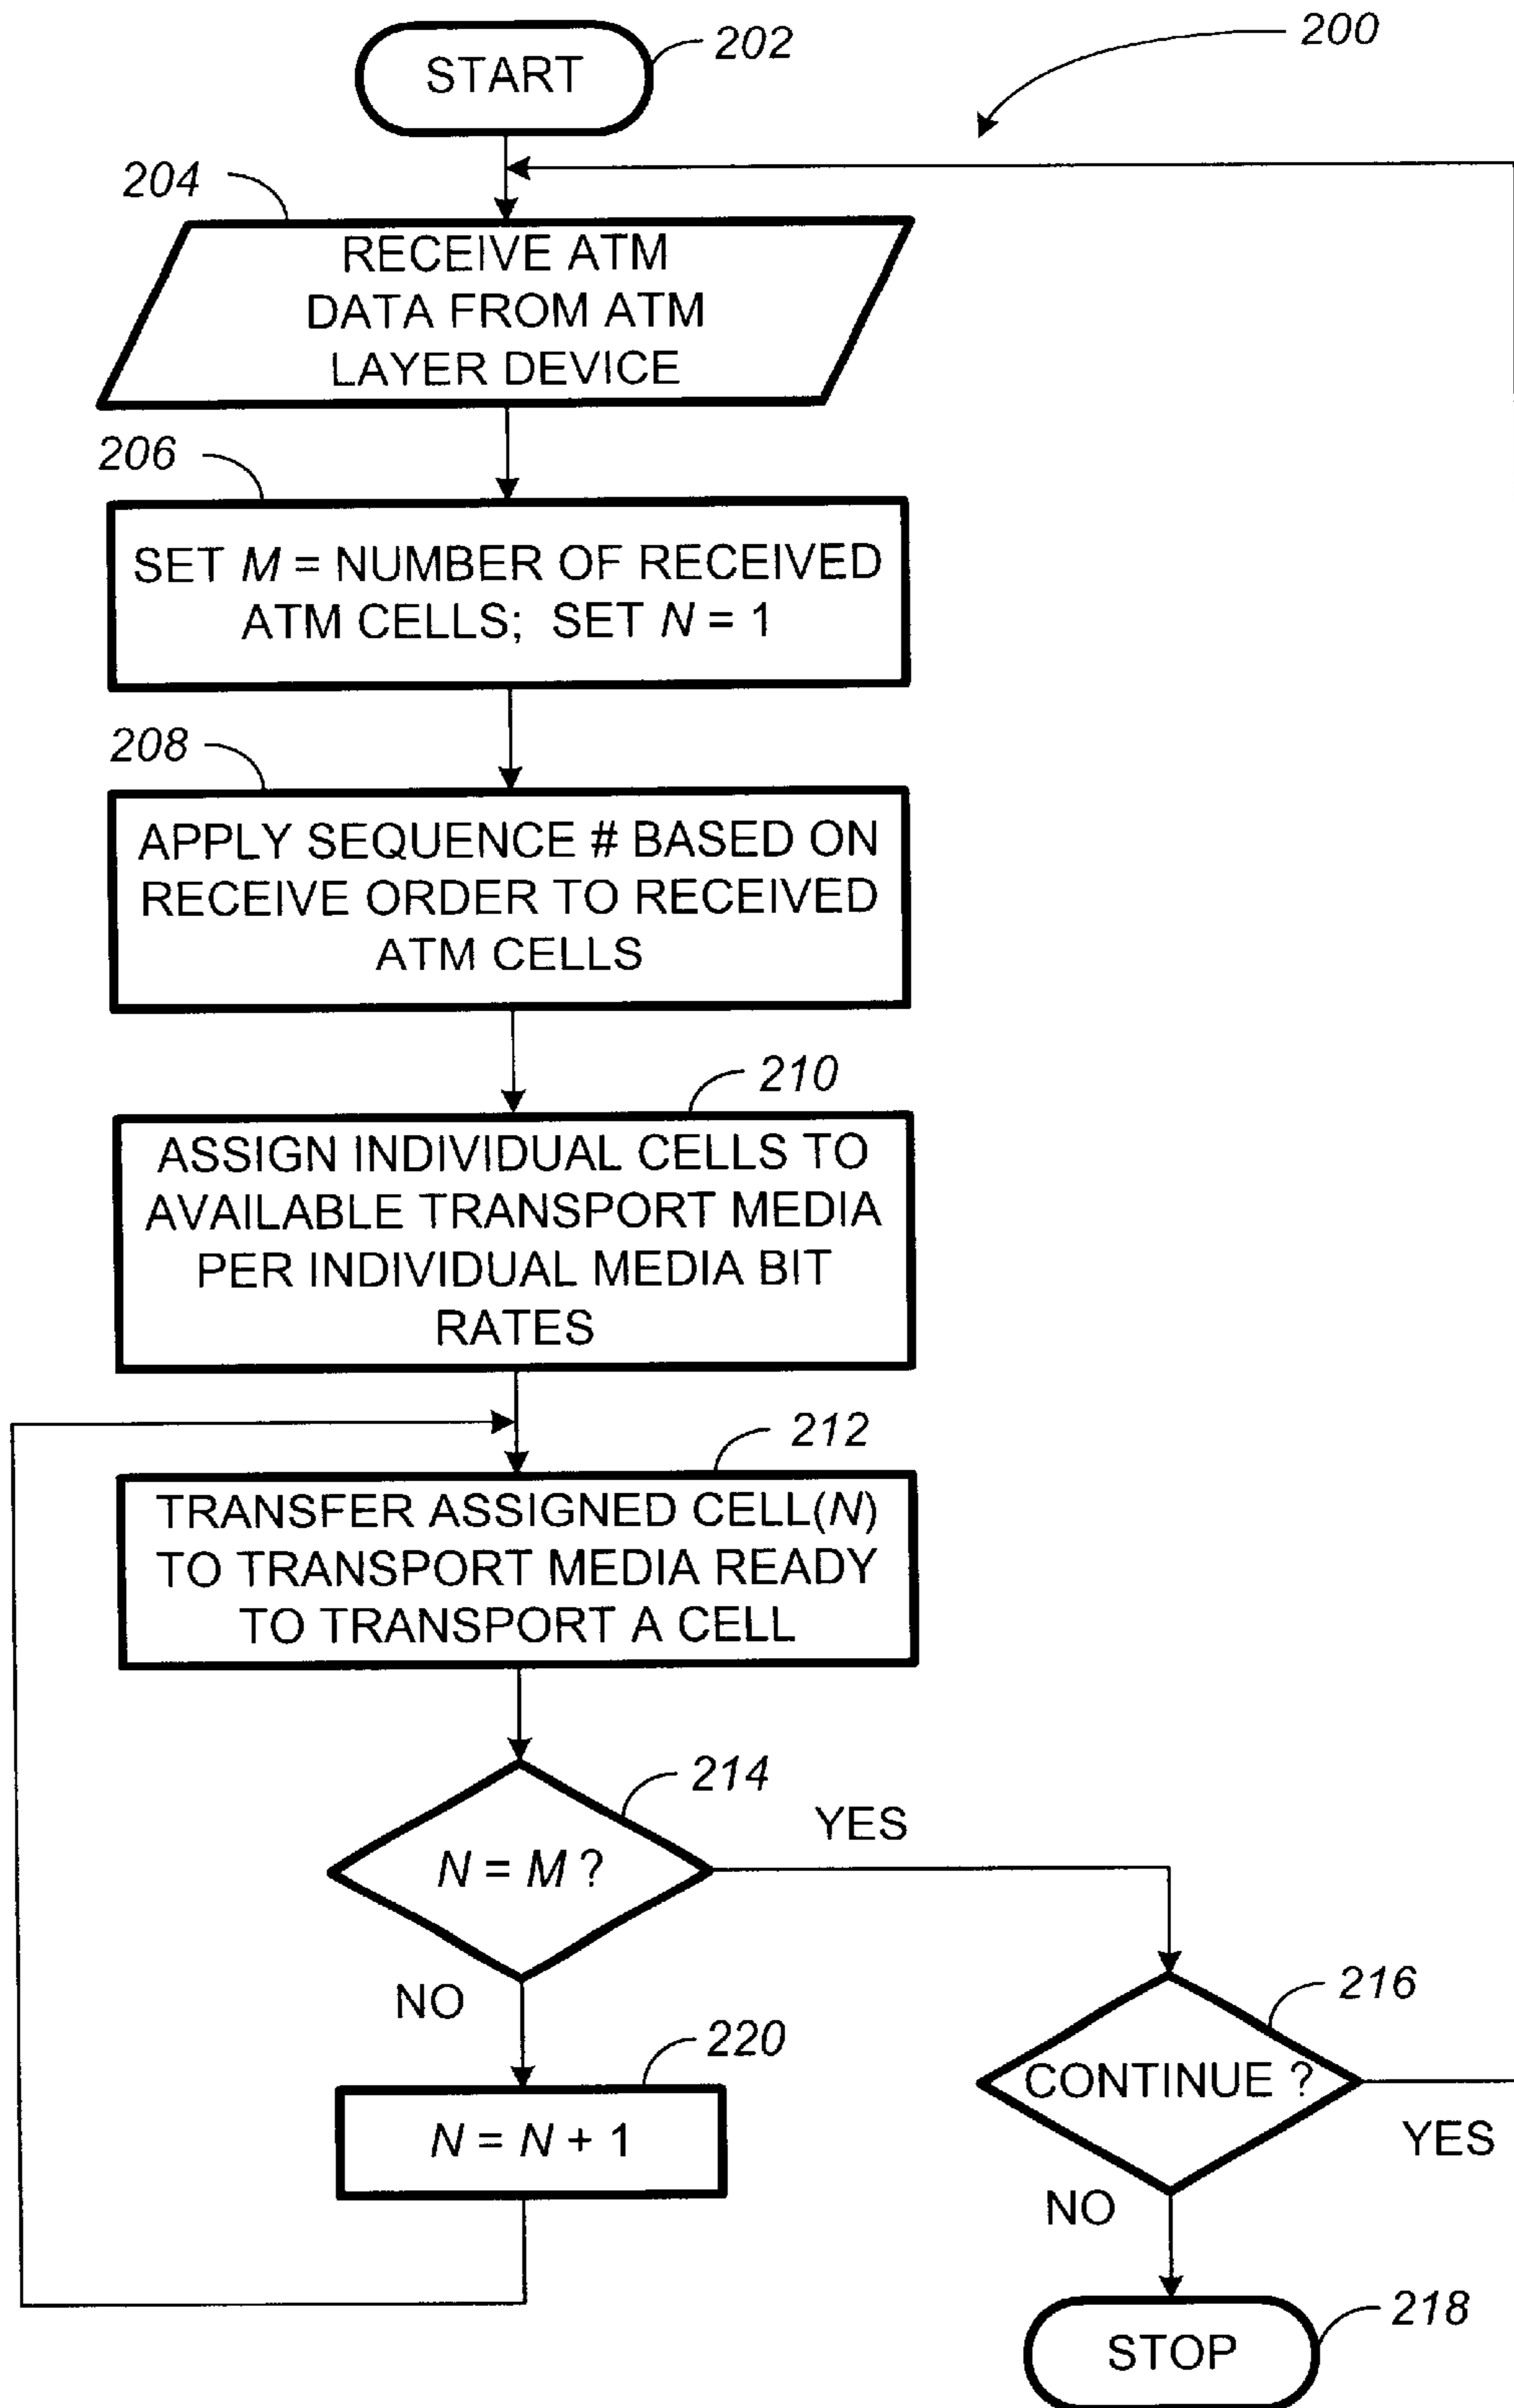 START
202
200
204
RECEIVE ATM
DATA FROM ATM
LAYER DEVICE
206
SET M = NUMBER OF RECEIVED
ATM CELLS; SET N = 1
208
APPLY SEQUENCE # BASED ON
RECEIVE ORDER TO RECEIVED
ATM CELLS
210
ASSIGN INDIVIDUAL CELLS TO
AVAILABLE TRANSPORT MEDIA
PER INDIVIDUAL MEDIA BIT
RATES
212
TRANSFER ASSIGNED CELL(N)
TO TRANSPORT MEDIA READY
TO TRANSPORT A CELL
214
N = M ?
YES
NO
220
N = N + 1
216
CONTINUE ?
YES
NO
218
STOP